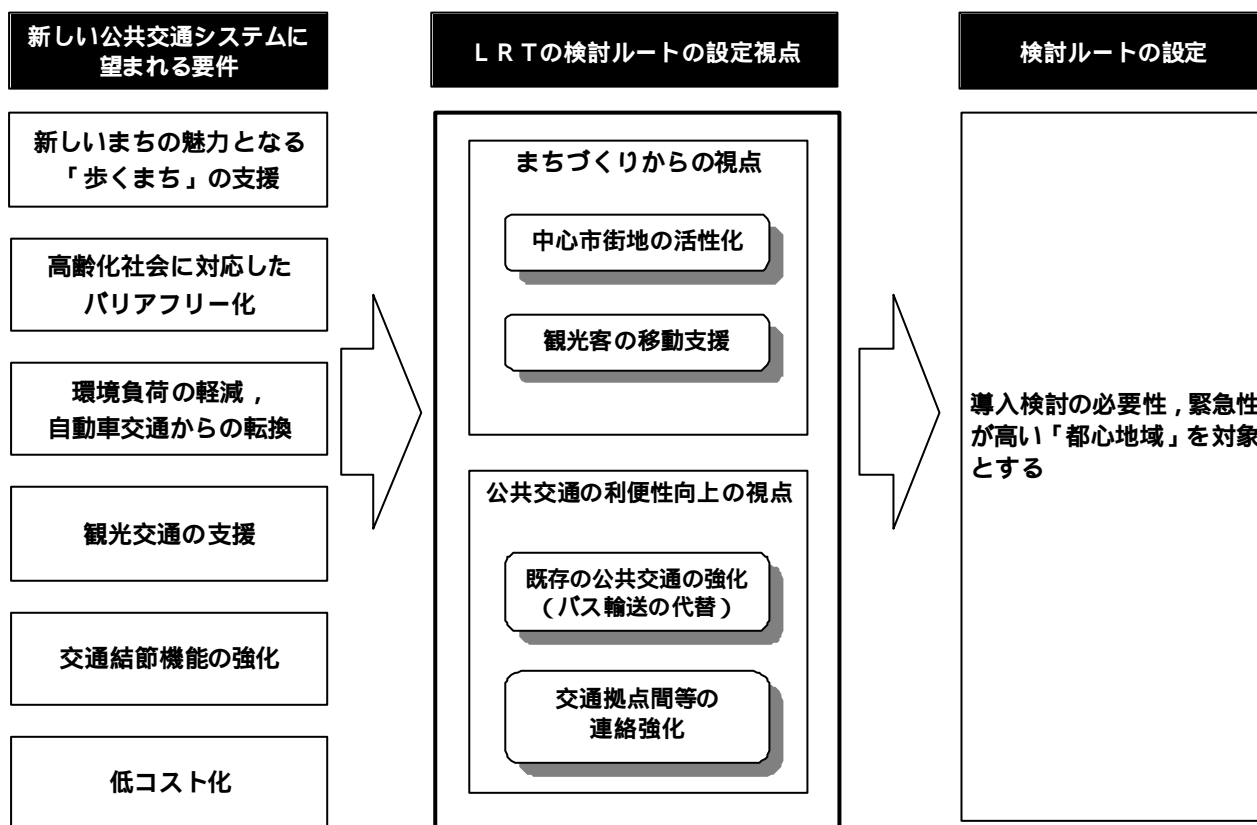 新しい公共交通システムに
望まれる要件
新しいまちの魅力となる
「歩くまち」の支援
高齢化社会に対応した
バリアフリー化
環境負荷の軽減，
自動車交通からの転換
観光交通の支援
交通結節機能の強化
低コスト化
ＬＲＴの検討ルートの設定視点
まちづくりからの視点
中心市街地の活性化
観光客の移動支援
公共交通の利便性向上の視点
既存の公共交通の強化
（バス輸送の代替）
交通拠点間等の
連絡強化
検討ルートの設定
導入検討の必要性，緊急性
が高い「都心地域」を対象
とする